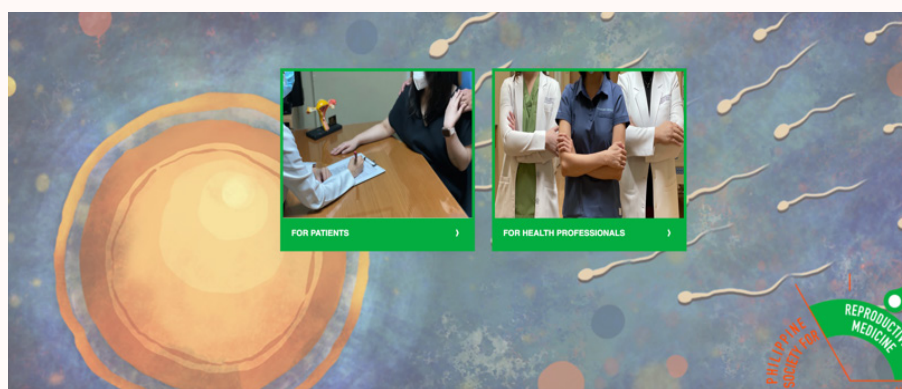 FOR PATIENTS
FOR HEALTH PROFESSIONALS
PHILIPPINE
SOCIETY FOR
REPRODUCTIVE
MEDICINE